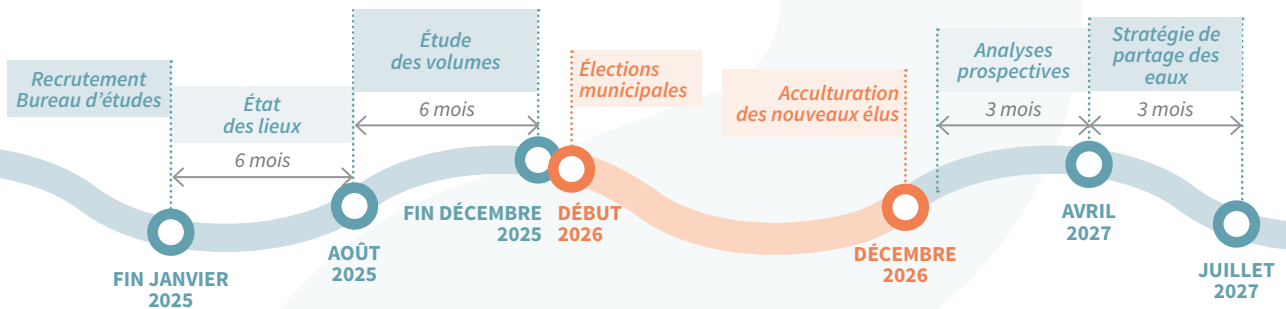 Recrutement
Bureau d'études
État
des lieux
6 mois
Étude
des volumes
6 mois
Élections
municipales
Acculturation
des nouveaux élus
Analyses
prospectives
3 mois
Stratégie de
partage des
eaux
3 mois
FIN JANVIER
2025
AOÛT
2025
FIN DÉCEMBRE
2025
DÉBUT
2026
DÉCEMBRE
2026
AVRIL
2027
JUILLET
2027